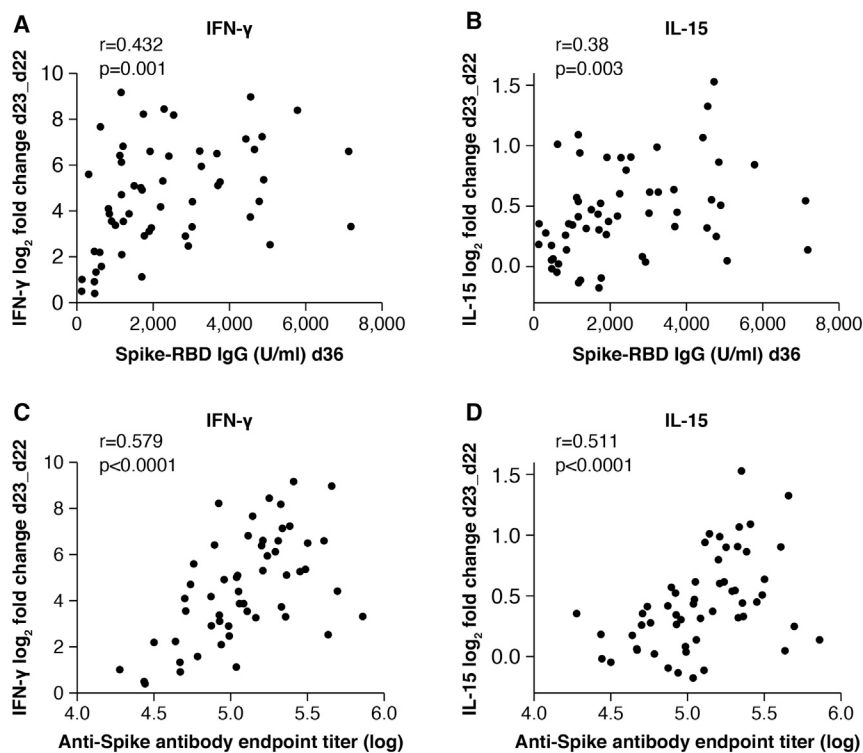 A
IFN-γ
r=0.432
p=0.001
IFN-γ log2 fold change d23_d22
10
8
6
4
2
0
0 2,000 4,000 6,000 8,000
Spike-RBD IgG (U/ml) d36
B
IL-15
r=0.38
p=0.003
IL-15 log2 fold change d23_d22
1.5
1.0
0.5
0.0
0 2,000 4,000 6,000 8,000
Spike-RBD IgG (U/ml) d36
C
IFN-γ
r=0.579
p<0.0001
IFN-γ log2 fold change d23_d22
10
8
6
4
2
0
4.0 4.5 5.0 5.5 6.0
Anti-Spike antibody endpoint titer (log)
D
IL-15
r=0.511
p<0.0001
IL-15 log2 fold change d23_d22
1.5
1.0
0.5
0.0
4.0 4.5 5.0 5.5 6.0
Anti-Spike antibody endpoint titer (log)